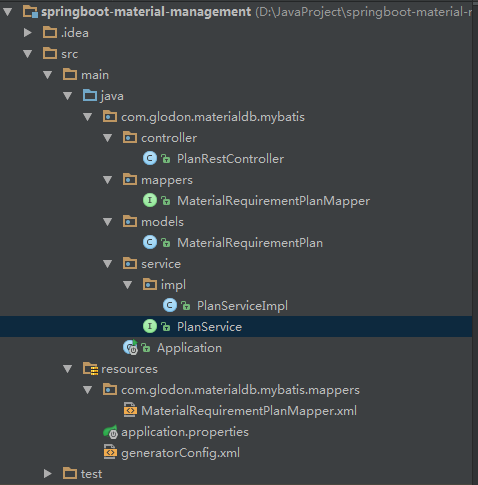 springboot-material-management (D:\JavaProject\springboot-material-r
.idea
src
main
java
com.glodon.materialdb.mybatis
controller
C PlanRestController
mappers
I MaterialRequirementPlanMapper
models
C MaterialRequirementPlan
service
impl
C PlanServiceImpl
I PlanService
C Application
resources
com.glodon.materialdb.mybatis.mappers
MaterialRequirementPlanMapper.xml
application.properties
generatorConfig.xml
test